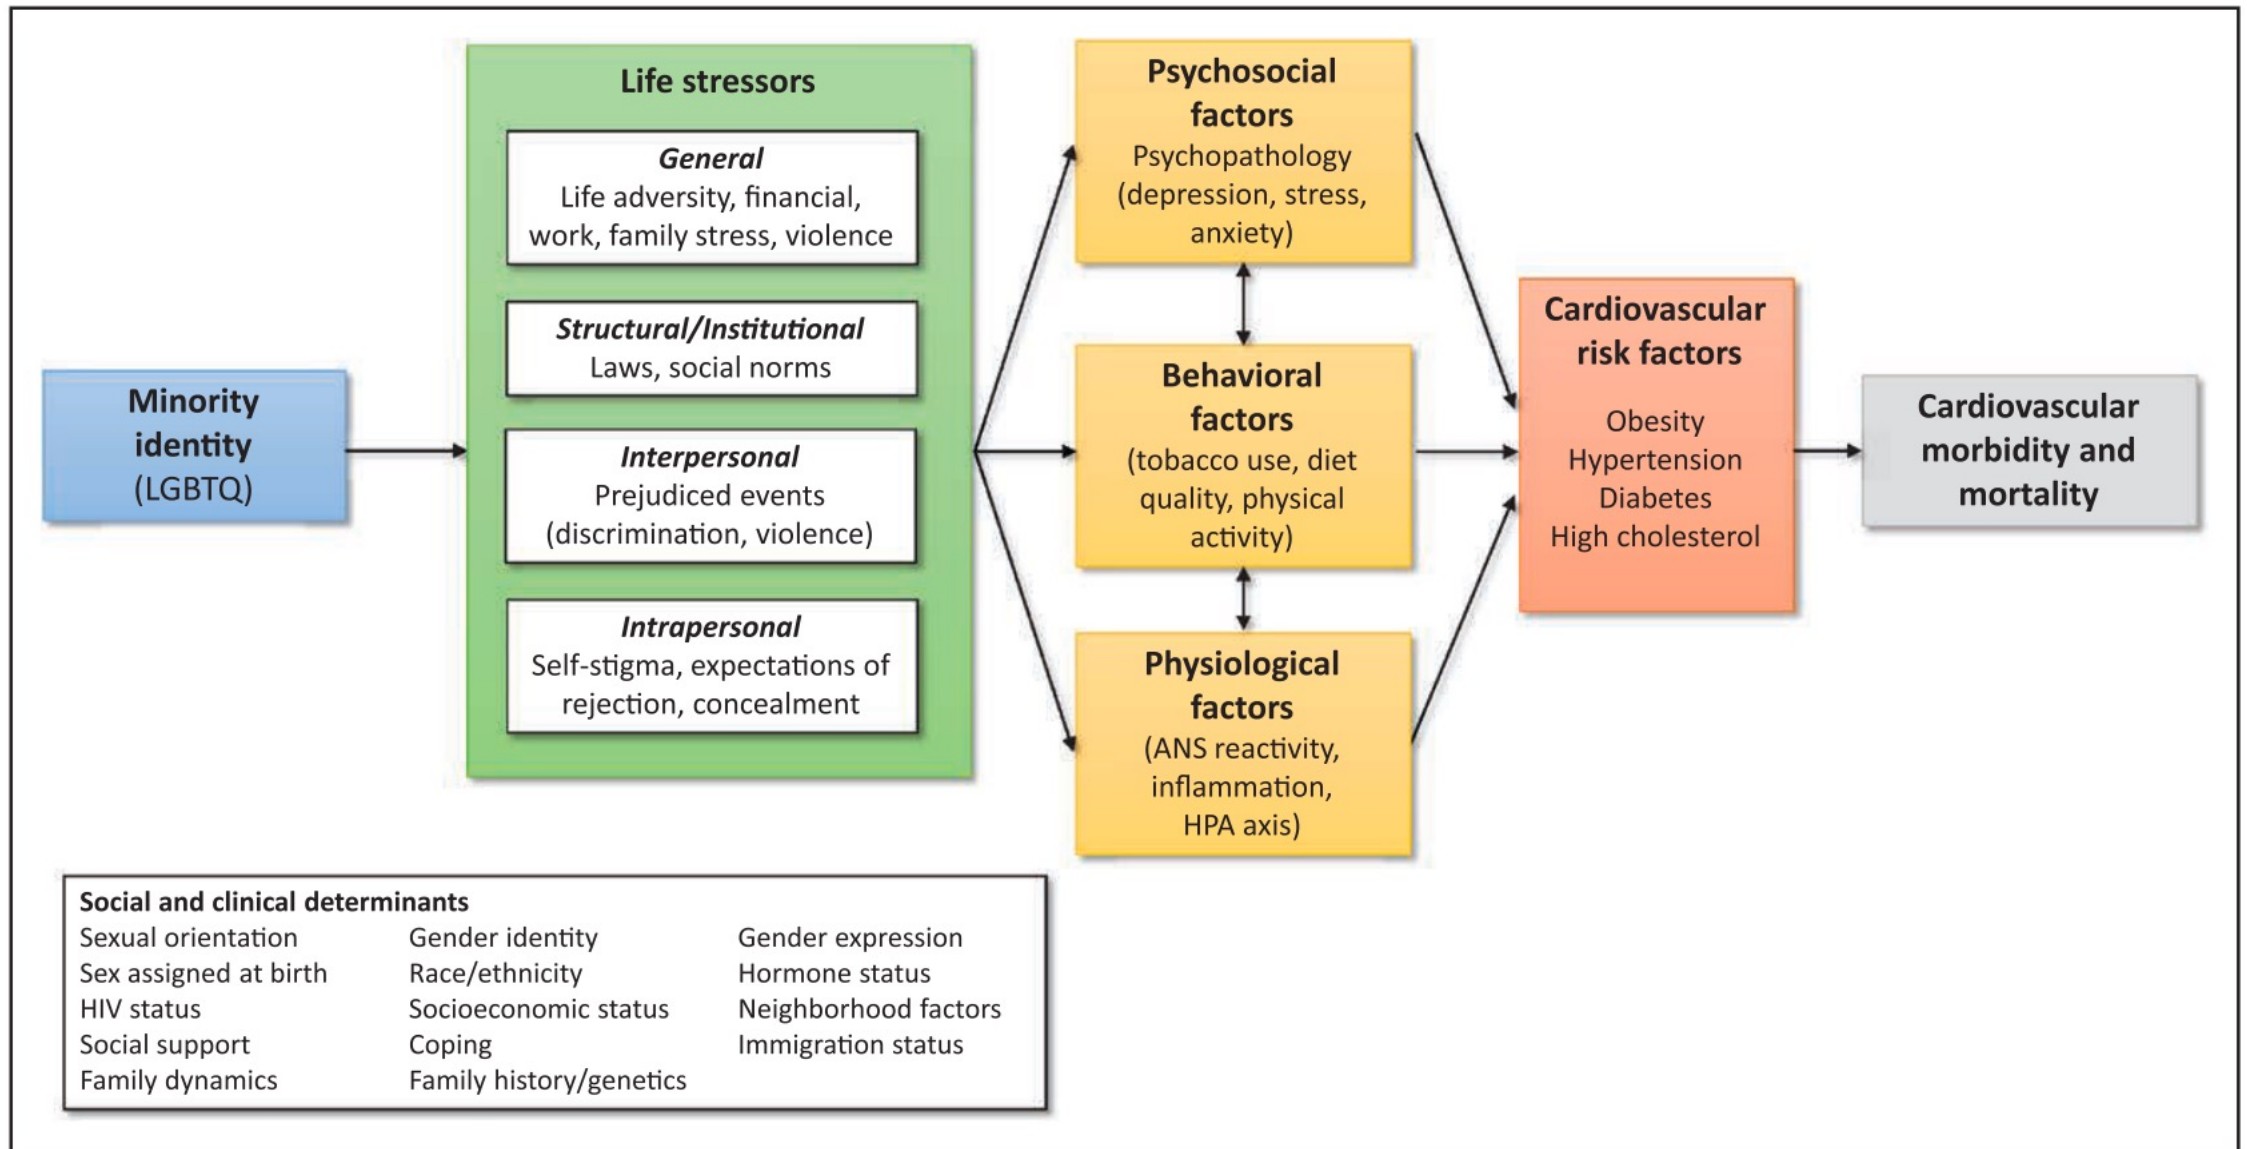 Minority
identity
(LGBTQ)
Life stressors
General
Life adversity, financial,
work, family stress, violence
Structural/Institutional
Laws, social norms
Interpersonal
Prejudiced events
(discrimination, violence)
Intrapersonal
Self-stigma, expectations of
rejection, concealment
Psychosocial
factors
Psychopathology
(depression, stress,
anxiety)
Behavioral
factors
(tobacco use, diet
quality, physical
activity)
Physiological
factors
(ANS reactivity,
inflammation,
HPA axis)
Cardiovascular
risk factors
Obesity
Hypertension
Diabetes
High cholesterol
Cardiovascular
morbidity and
mortality
Social and clinical determinants
Sexual orientation Gender identity Gender expression
Sex assigned at birth Race/ethnicity Hormone status
HIV status Socioeconomic status Neighborhood factors
Social support Coping Immigration status
Family dynamics Family history/genetics